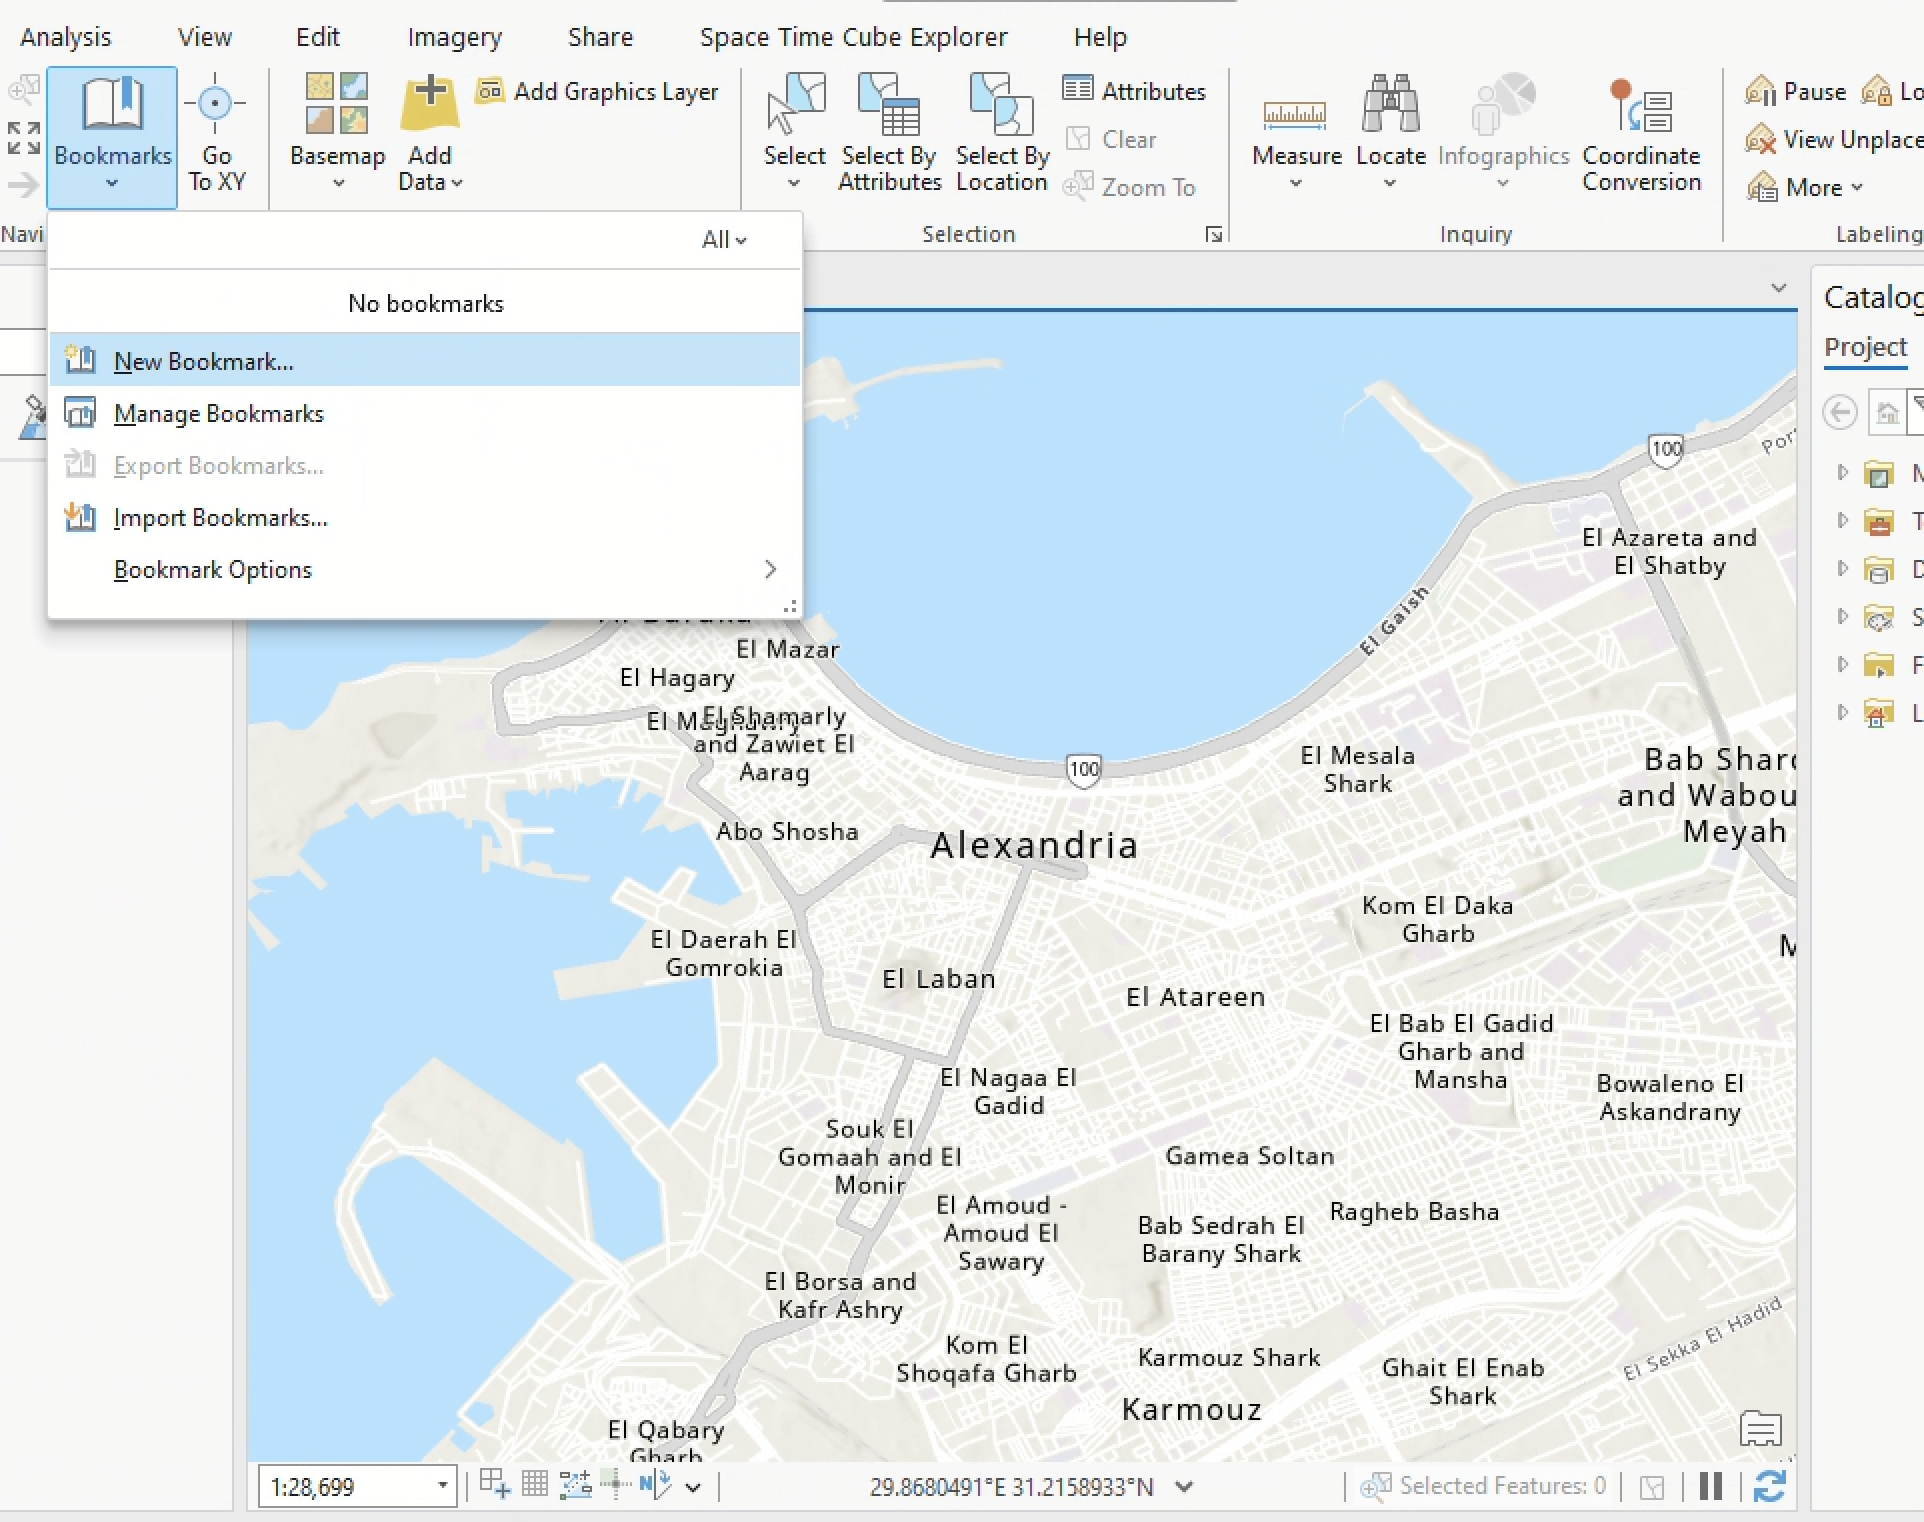 Analysis View Edit Imagery Share Space Time Cube Explorer Help
Bookmarks
Go
To XY
Basemap
Add
Data
Add Graphics Layer
Select
Select By
Attributes
Select By
Location
Attributes
Clear
Zoom To
Measure
Locate
Infographics
Coordinate
Conversion
Pause
Lo
View Unplace
More
Navi
Selection
Inquiry
Labeling
All
No bookmarks
New Bookmark...
Manage Bookmarks
Export Bookmarks...
Import Bookmarks...
Bookmark Options
Catalog
Project
M
T
D
S
F
L
100
Por
El Azareta and
El Shatby
El Gaish
El Mazar
El Hagary
El Shamarly
and Zawiet El
Aarag
100
El Mesala
Shark
Bab Sharq
and Wabou
Meyah
Abo Shosha
Alexandria
Kom El Daka
Gharb
M
El Daerah El
Gomrokia
El Laban
El Atareen
El Bab El Gadid
Gharb and
Mansha
Bowaleno El
Askandrany
El Nagaa El
Gadid
Souk El
Gomaah and El
Monir
Gamea Soltan
El Amoud -
Amoud El
Sawary
Bab Sedrah El
Barany Shark
Ragheb Basha
El Borsa and
Kafr Ashry
El Sekka El Hadid
Kom El
Shoqafa Gharb
Karmouz Shark
Ghait El Enab
Shark
Karmouz
El Qabary
Gharb
1:28,699
N
29.8680491°E 31.2158933°N
Selected Features: 0